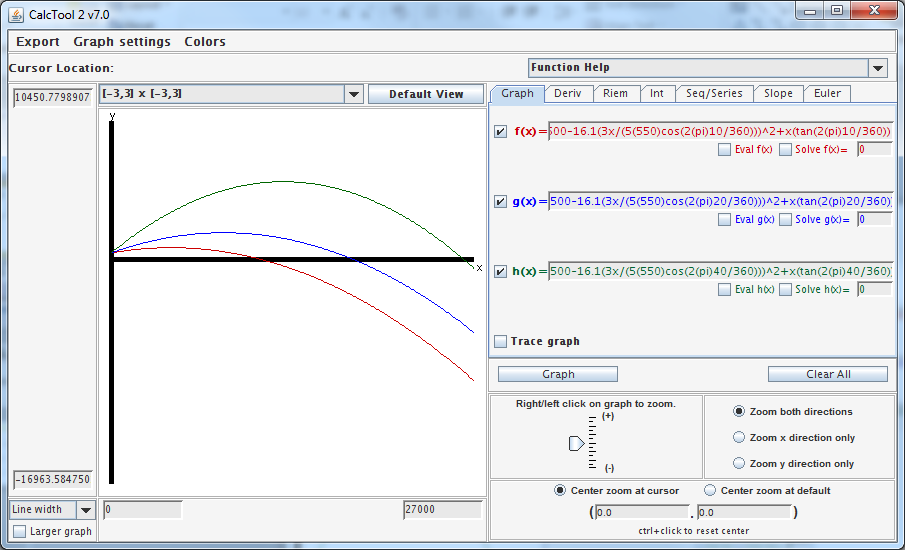 CalcTool 2 v7.0
Export Graph settings Colors
Cursor Location:
Function Help
10450.7798907
[-3,3] x [-3,3]
Default View
Graph Deriv Riem Int Seq/Series Slope Euler
y
x
f(x)= 500-16.1(3x/(5(550)cos(2(pi)10/360)))^2+x(tan(2(pi)10/360))
Eval f(x) Solve f(x)= 0
g(x)= 500-16.1(3x/(5(550)cos(2(pi)20/360)))^2+x(tan(2(pi)20/360))
Eval g(x) Solve g(x)= 0
h(x)= 500-16.1(3x/(5(550)cos(2(pi)40/360)))^2+x(tan(2(pi)40/360))
Eval h(x) Solve h(x)= 0
Trace graph
Graph Clear All
Right/left click on graph to zoom.
(+)
(-)
Zoom both directions
Zoom x direction only
Zoom y direction only
-16963.584750
Line width
0
27000
Larger graph
Center zoom at cursor Center zoom at default
( 0.0 , 0.0 )
ctrl+click to reset center